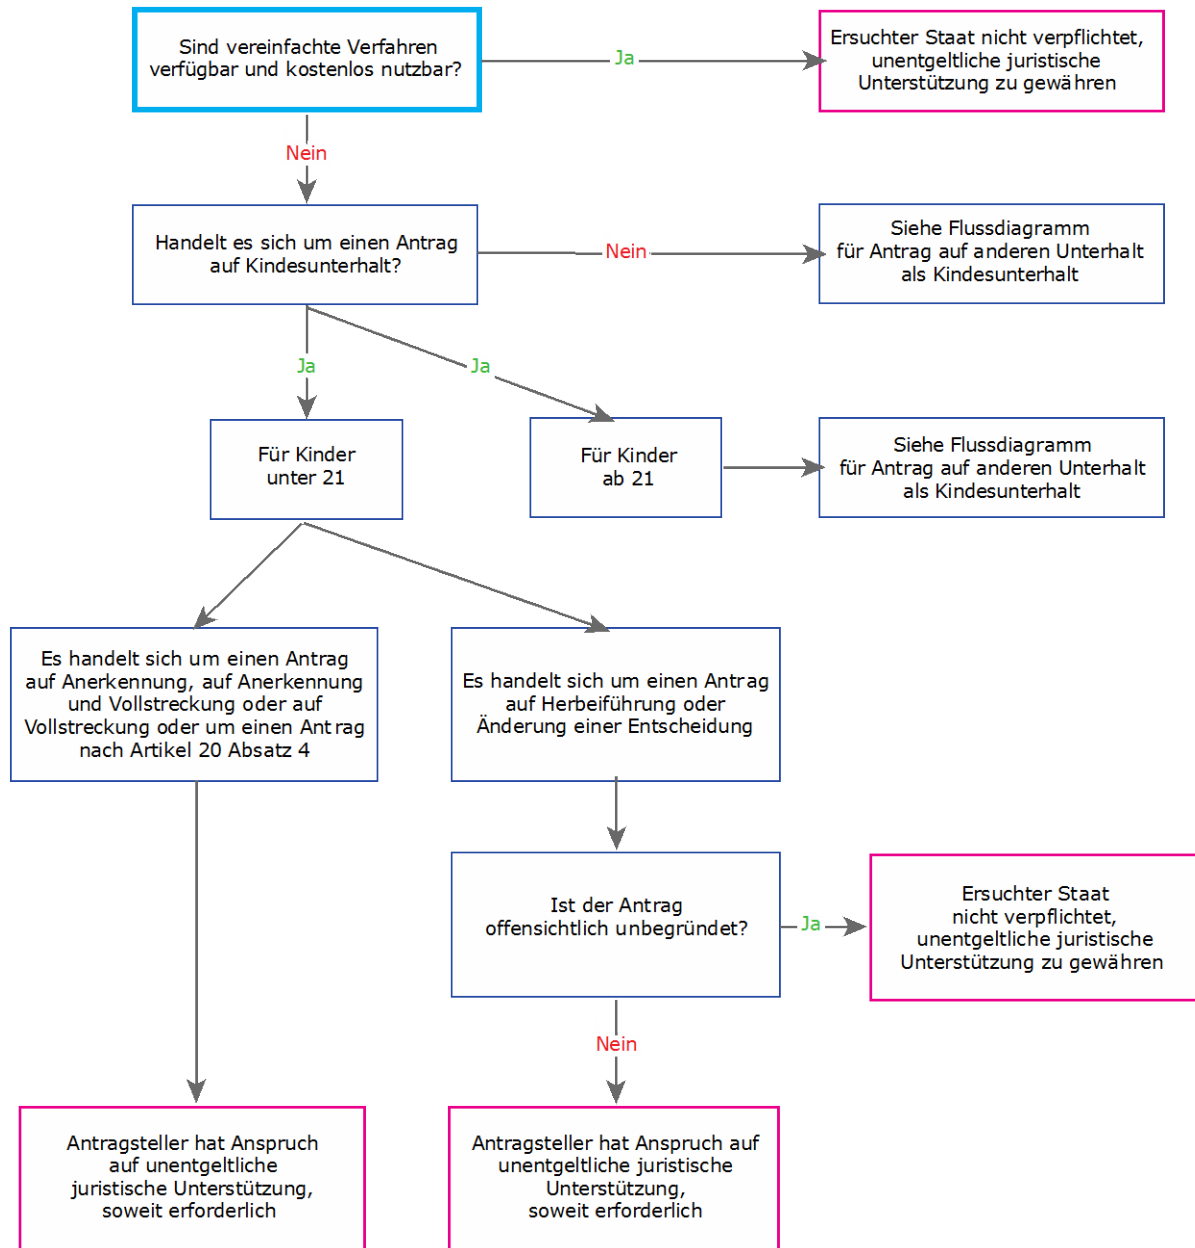 Sind vereinfachte Verfahren
verfügbar und kostenlos nutzbar?
Ja
Ersuchter Staat nicht verpflichtet,
unentgeltliche juristische
Unterstützung zu gewähren
Nein
Handelt es sich um einen Antrag
auf Kindesunterhalt?
Nein
Siehe Flussdiagramm
für Antrag auf anderen Unterhalt
als Kindesunterhalt
Ja
Ja
Für Kinder
unter 21
Für Kinder
ab 21
Siehe Flussdiagramm
für Antrag auf anderen Unterhalt
als Kindesunterhalt
Es handelt sich um einen Antrag
auf Anerkennung, auf Anerkennung
und Vollstreckung oder auf
Vollstreckung oder um einen Antrag
nach Artikel 20 Absatz 4
Es handelt sich um einen Antrag
auf Herbeiführung oder
Änderung einer Entscheidung
Ist der Antrag
offensichtlich unbegründet?
Ja
Ersuchter Staat
nicht verpflichtet,
unentgeltliche juristische
Unterstützung zu gewähren
Nein
Antragsteller hat Anspruch
auf unentgeltliche
juristische Unterstützung,
soweit erforderlich
Antragsteller hat Anspruch auf
unentgeltliche juristische
Unterstützung,
soweit erforderlich